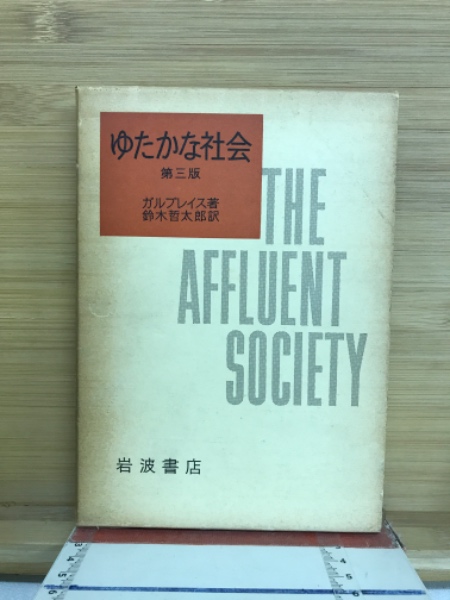 ゆたかな社会
第三版
ガルブレイス著
鈴木哲太郎訳
THE
AFFLUENT
SOCIETY
岩波書店